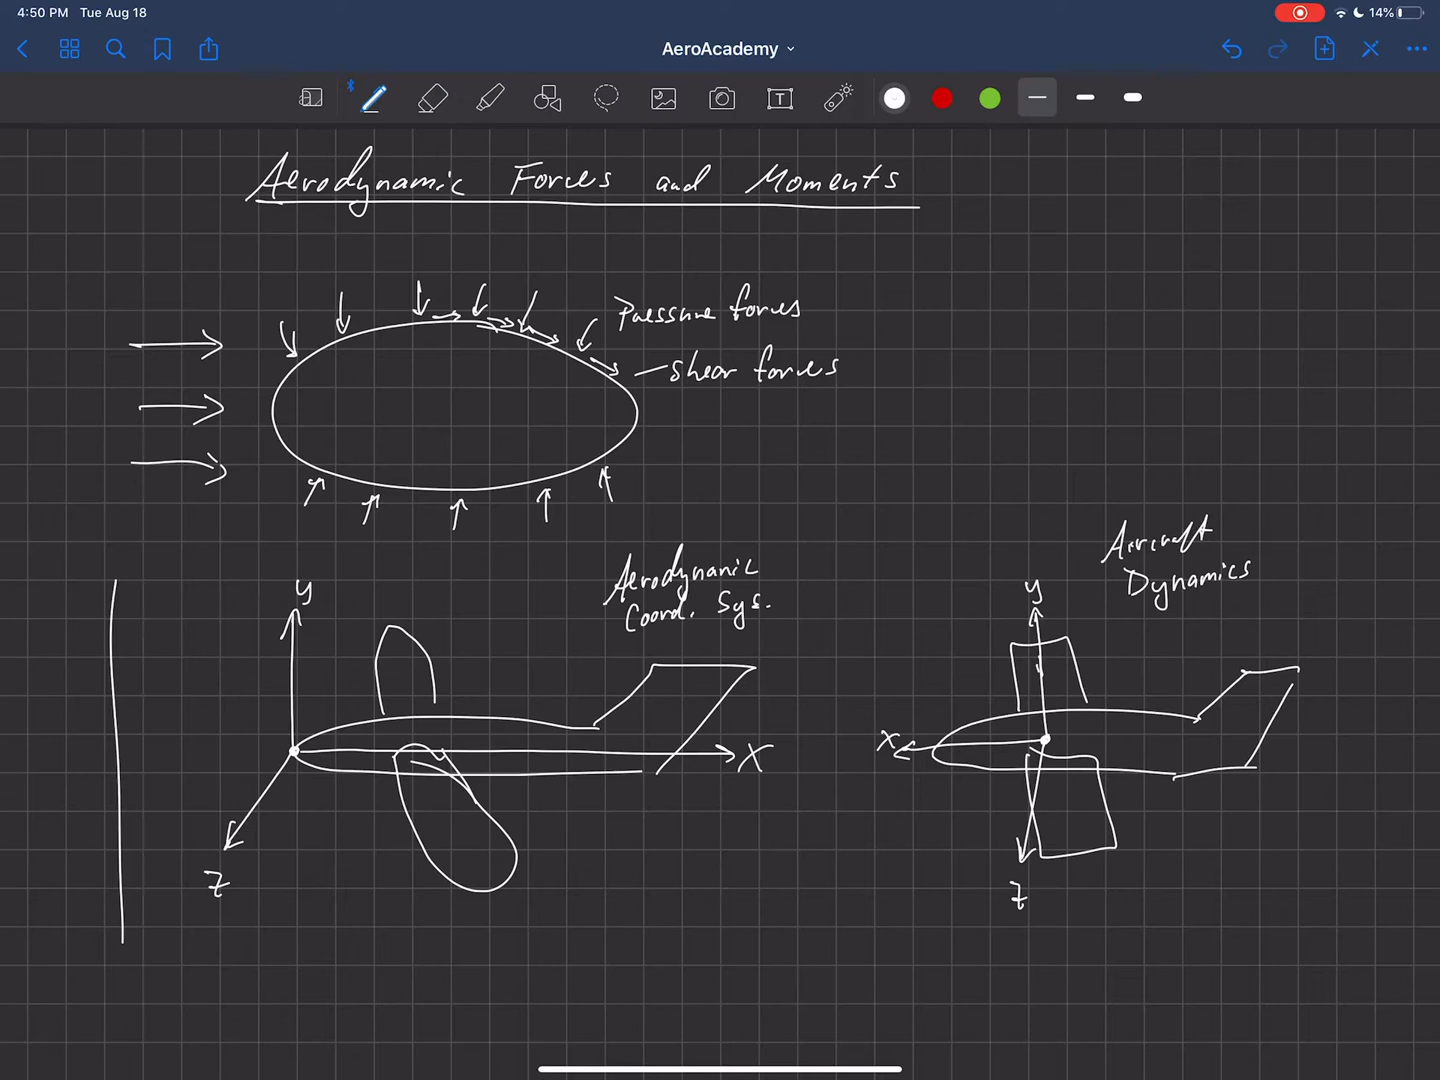 4:50 PM Tue Aug 18
14%
AeroAcademy
T
Aerodynamic Forces and Moments
Pressure forces
shear forces
Aircraft
Dynamics
Aerodynamic
Coord. Sys.
y
y
x
X
z
z